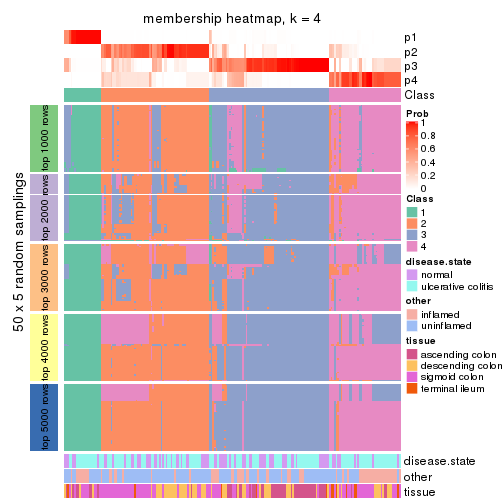 membership heatmap, k = 4
p1
p2
p3
p4
Class
50 x 5 random samplings
top 1000 rows
rows
top 2000 rows
top 3000 rows
top 4000 rows
top 5000 rows
disease.state
other
tissue
Prob
1
0.8
0.6
0.4
0.2
0
Class
1
2
3
4
disease.state
normal
ulcerative colitis
other
inflamed
uninflamed
tissue
ascending colon
descending colon
sigmoid colon
terminal ileum